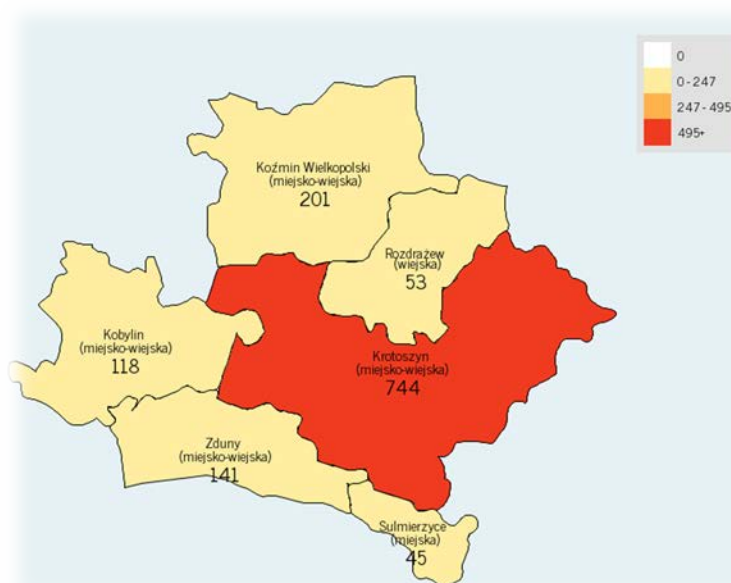 0
0 - 247
247 - 495
495+
Koźmin Wielkopolski
(miejsko-wiejska)
201
Rozdrażew
(wiejska)
53
Kobylin
(miejsko-wiejska)
118
Krotoszyn
(miejsko-wiejska)
744
Zduny
(miejsko-wiejska)
141
Sulmierzyce
(miejska)
45